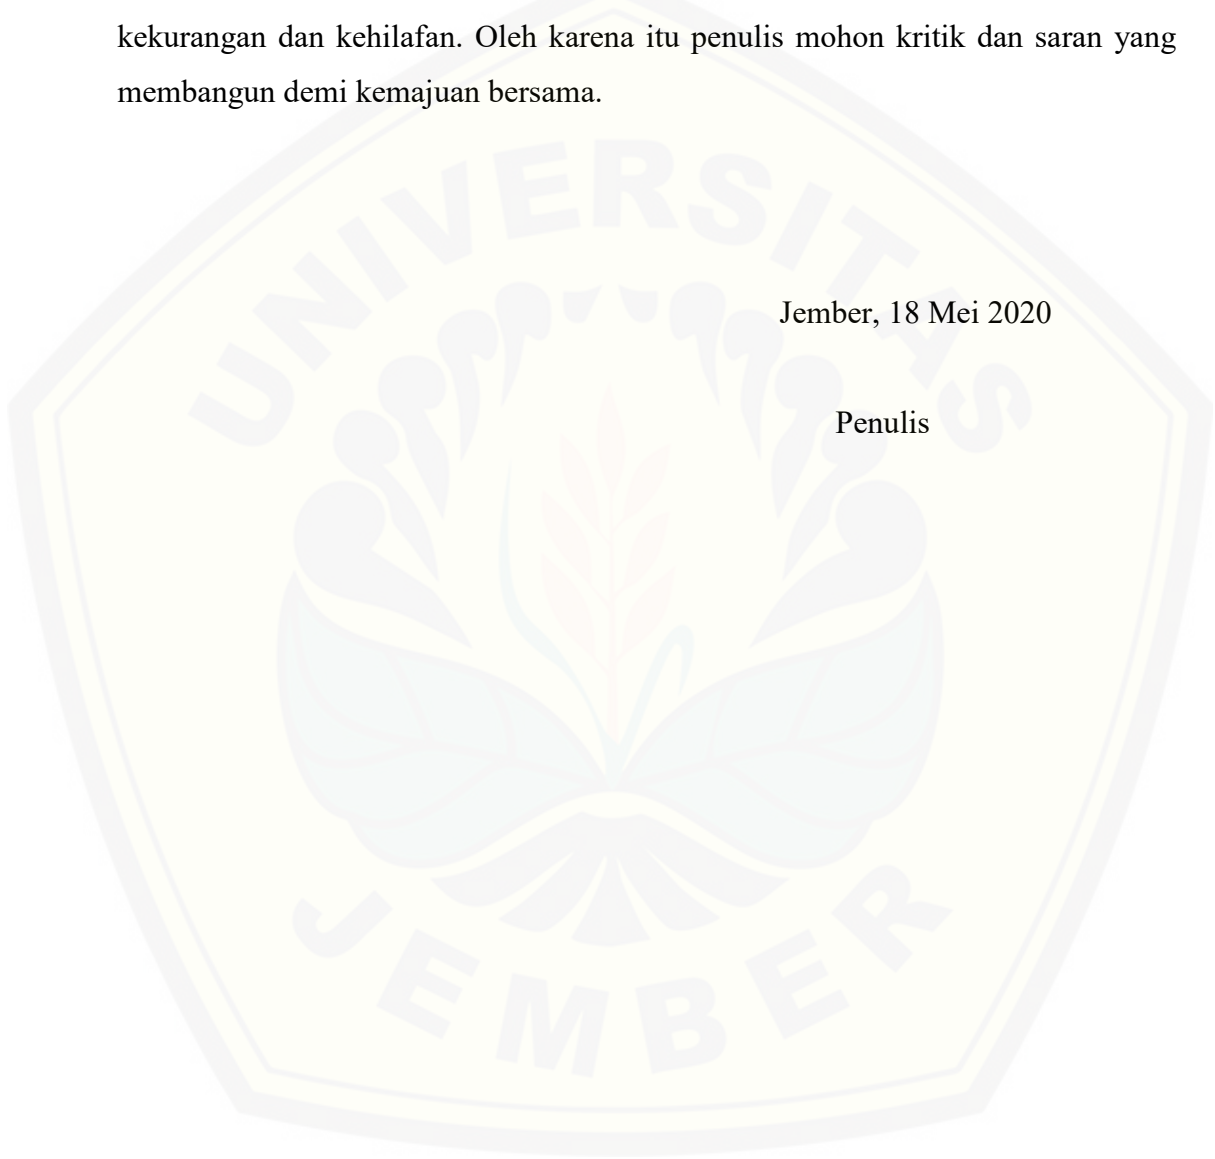 kekurangan dan kehilafan. Oleh karena itu penulis mohon kritik dan saran yang
membangun demi kemajuan bersama.
UNIVERSITAS
Jember, 18 Mei 2020
Penulis
JEMBER